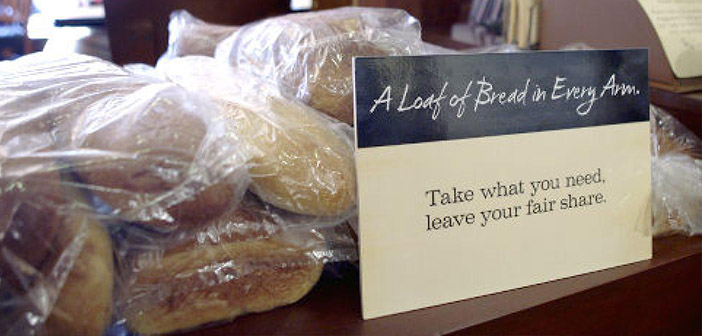 A Loaf of Bread in Every Arm.
Take what you need,
leave your fair share.